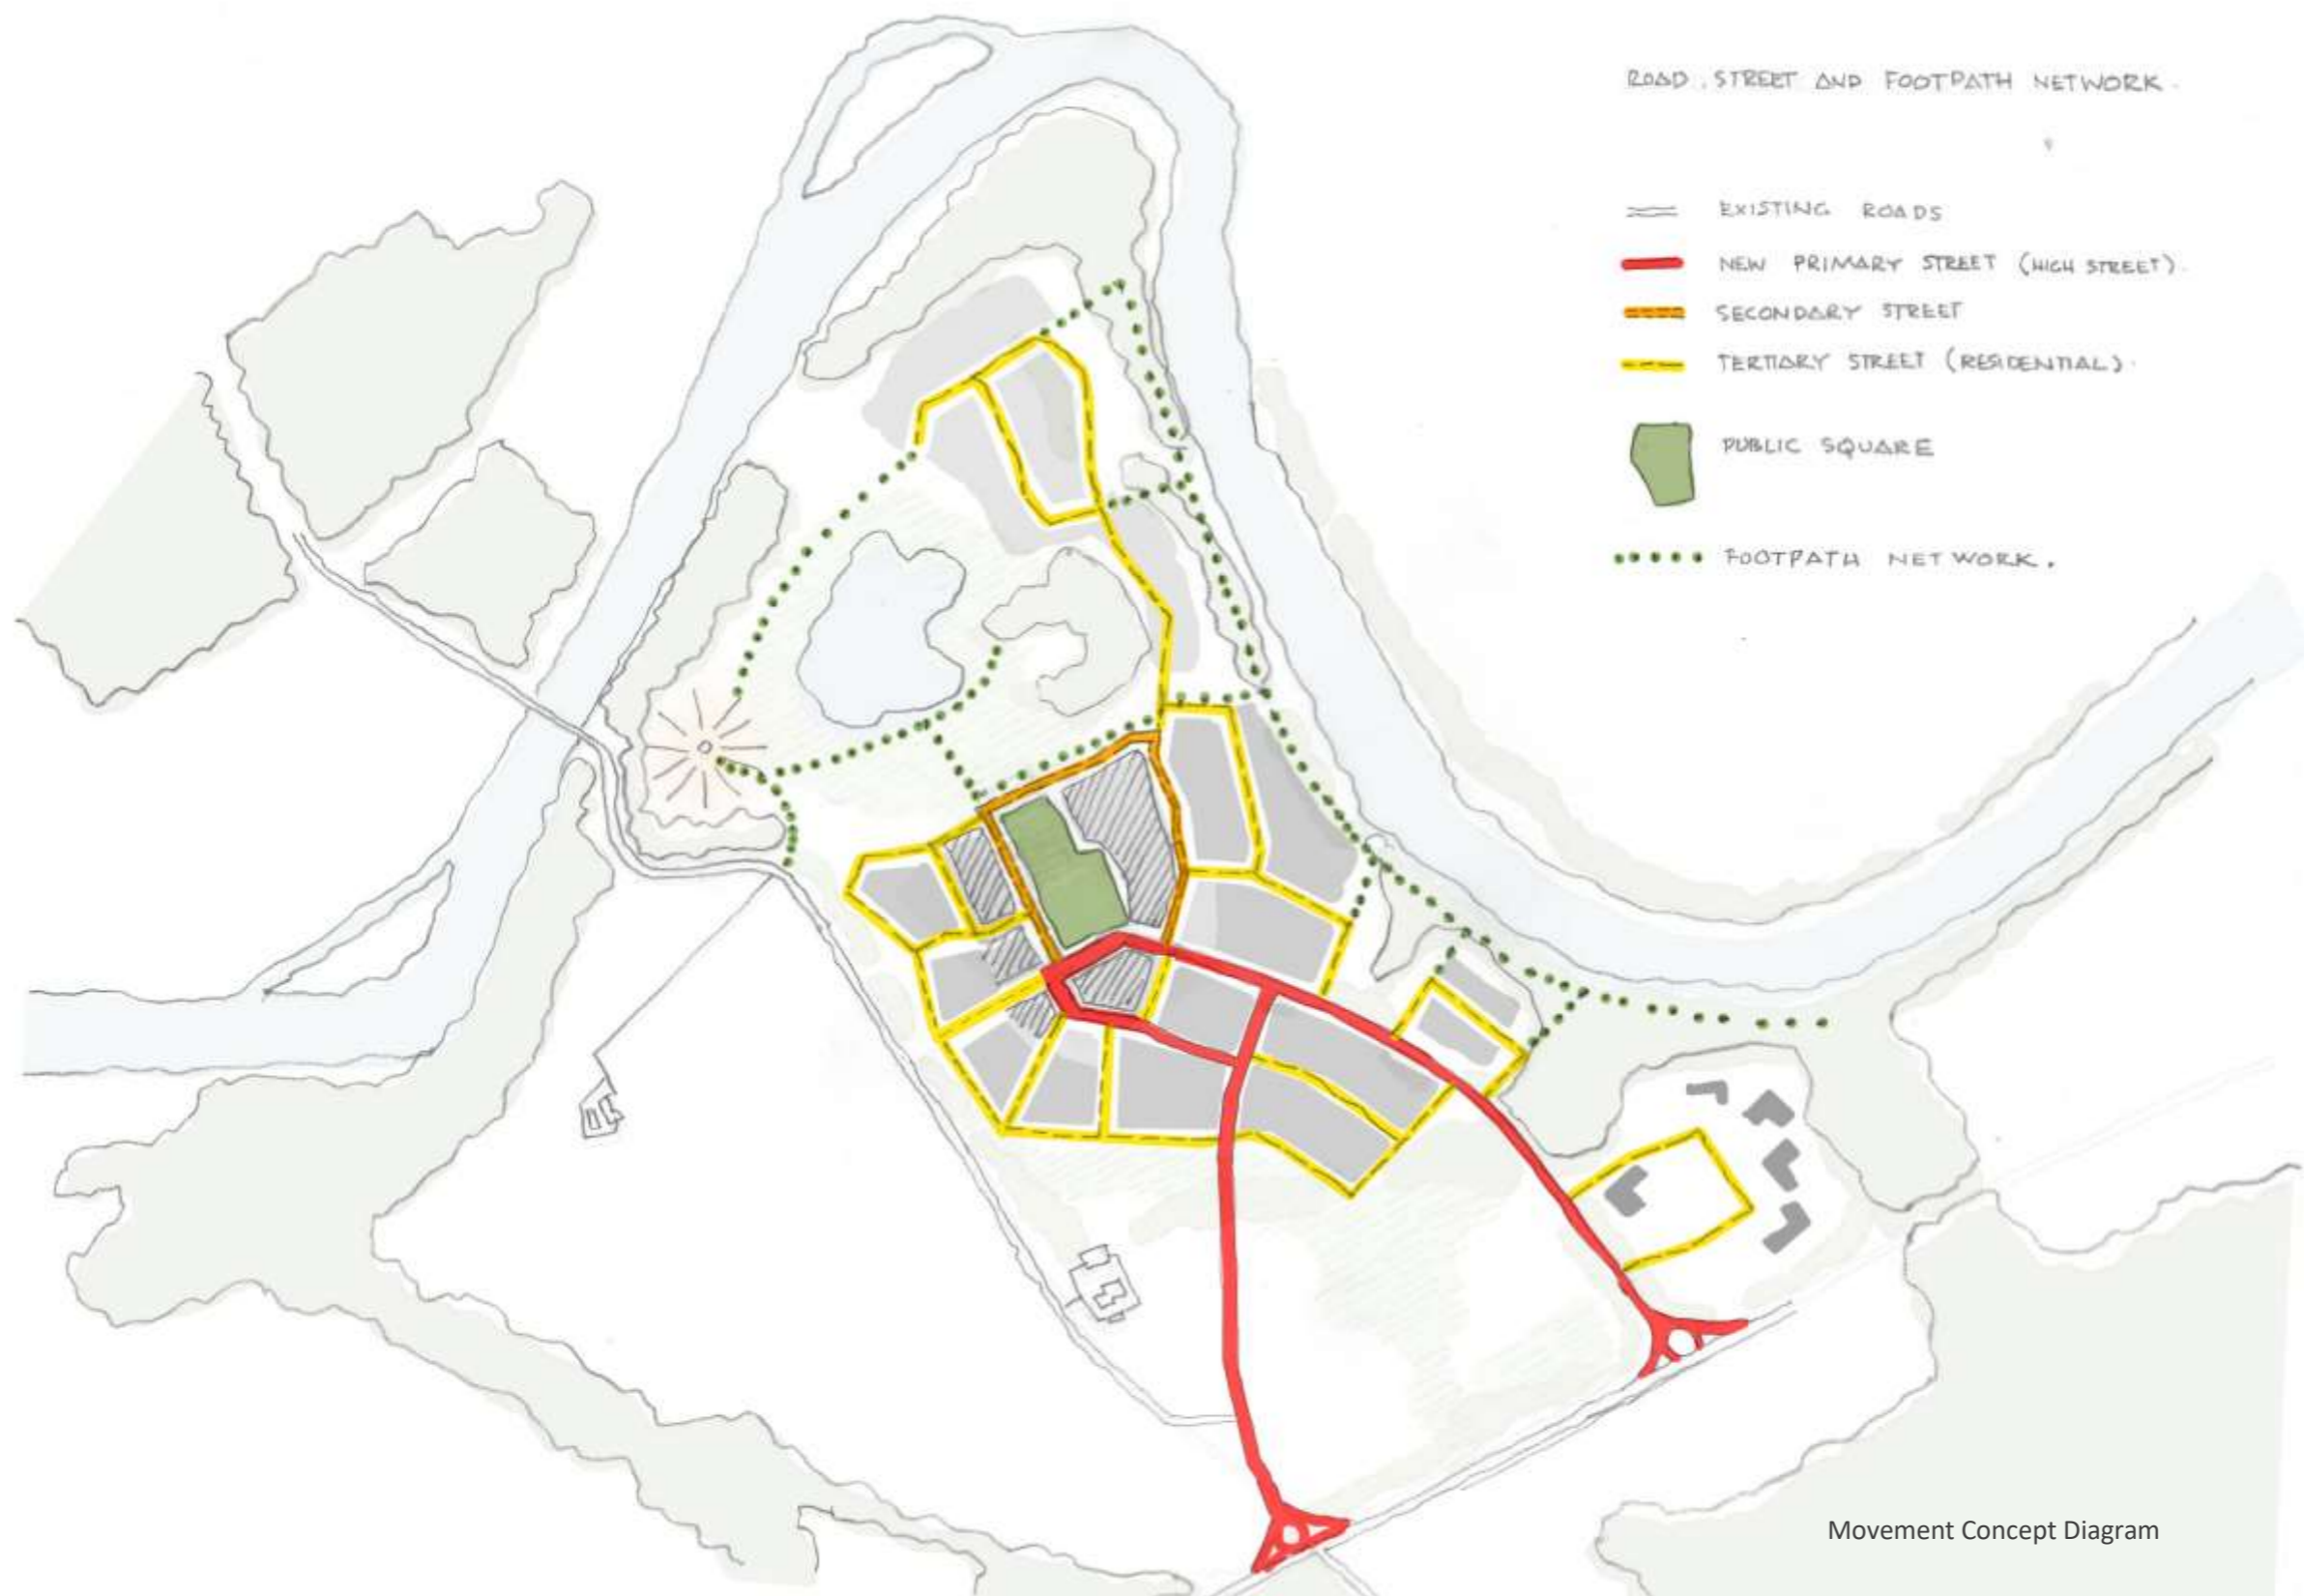 ROAD, STREET AND FOOTPATH NETWORK.
EXISTING ROADS
NEW PRIMARY STREET (HIGH STREET).
SECONDARY STREET
TERTIARY STREET (RESIDENTIAL).
PUBLIC SQUARE
FOOTPATH NETWORK.
Movement Concept Diagram